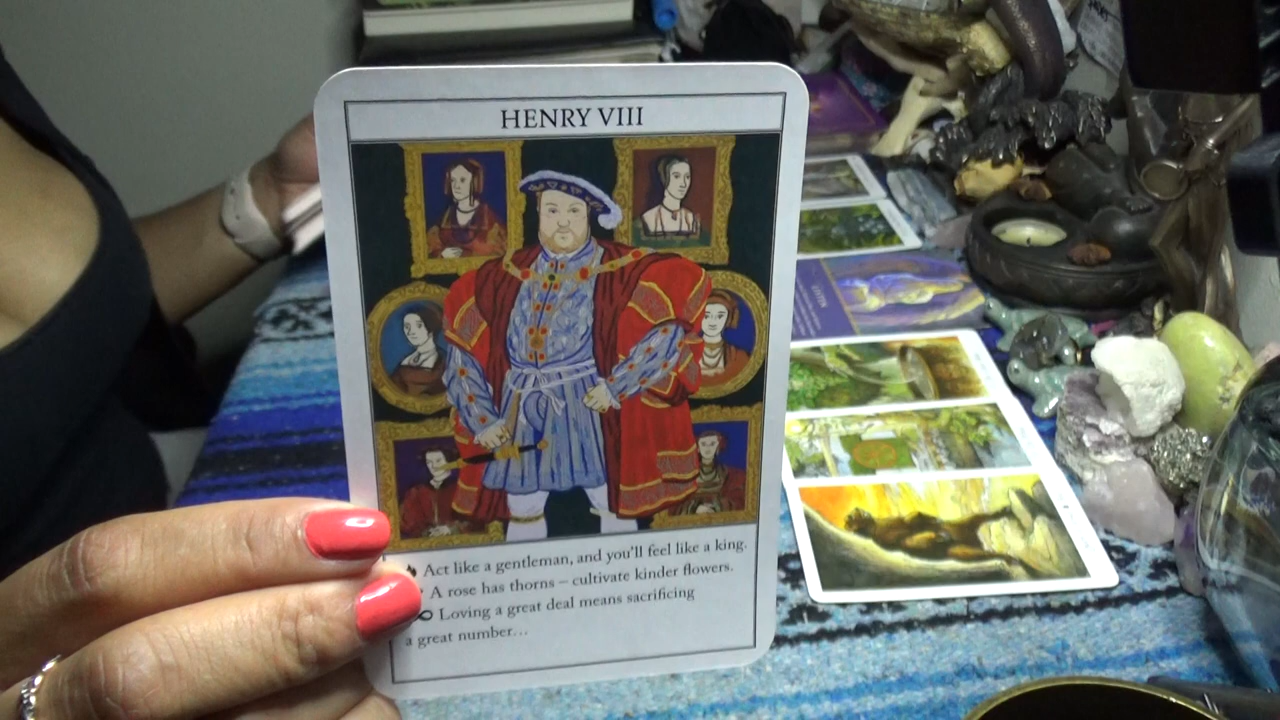 HENRY VIII
Act like a gentleman, and you'll feel like a king.
A rose has thorns – cultivate kinder flowers.
Loving a great deal means sacrificing
a great number…